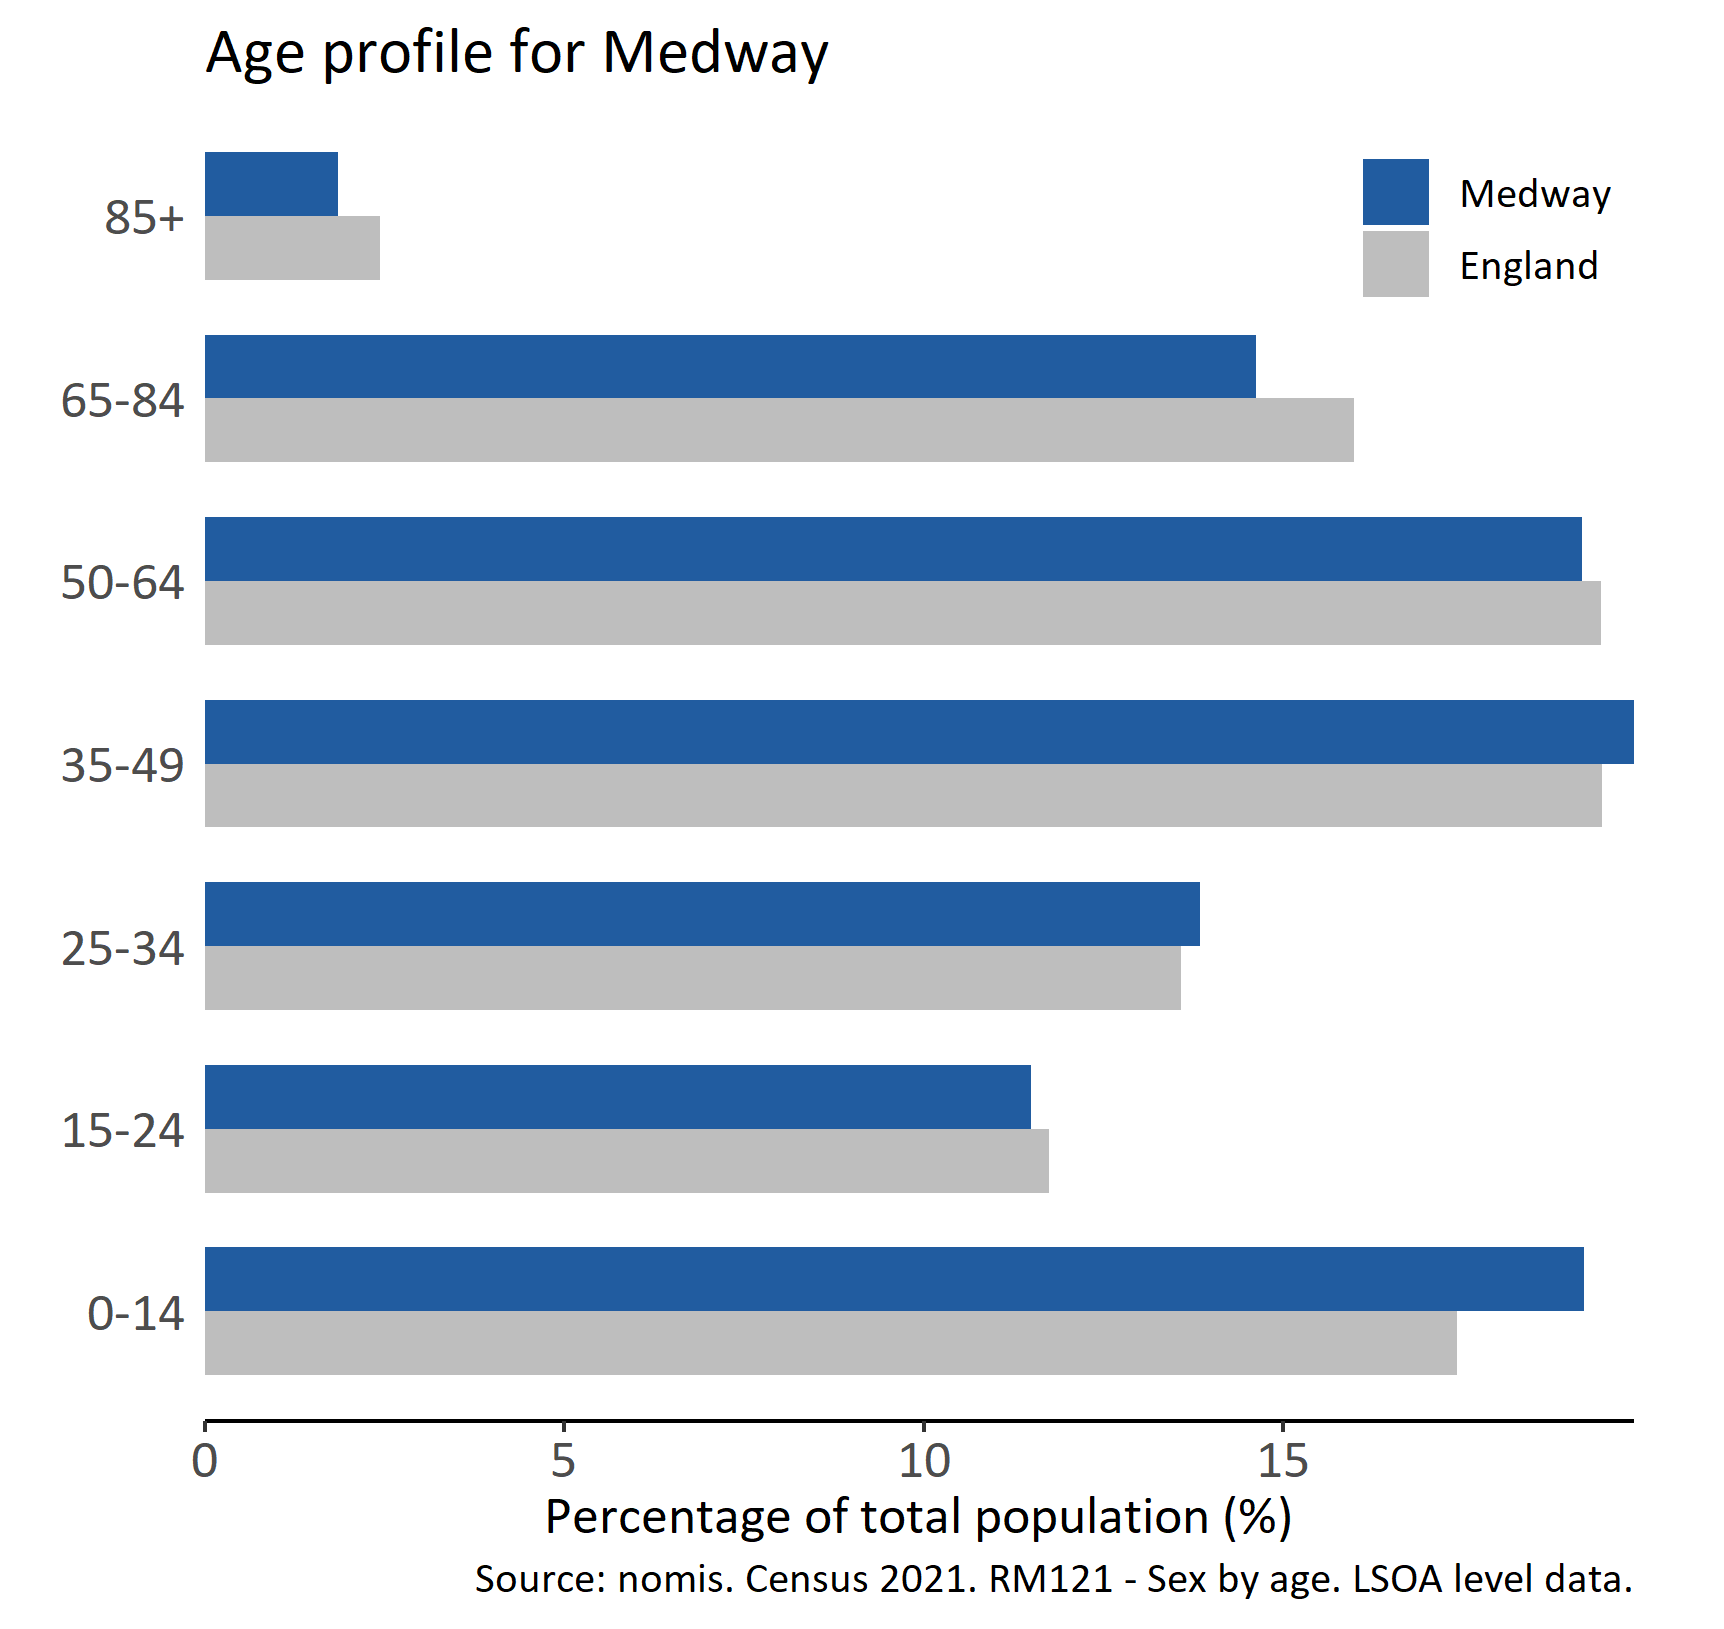 Age profile for Medway
Medway
England
85+
65-84
50-64
35-49
25-34
15-24
0-14
0 5 10 15
Percentage of total population (%)
Source: nomis. Census 2021. RM121 - Sex by age. LSOA level data.